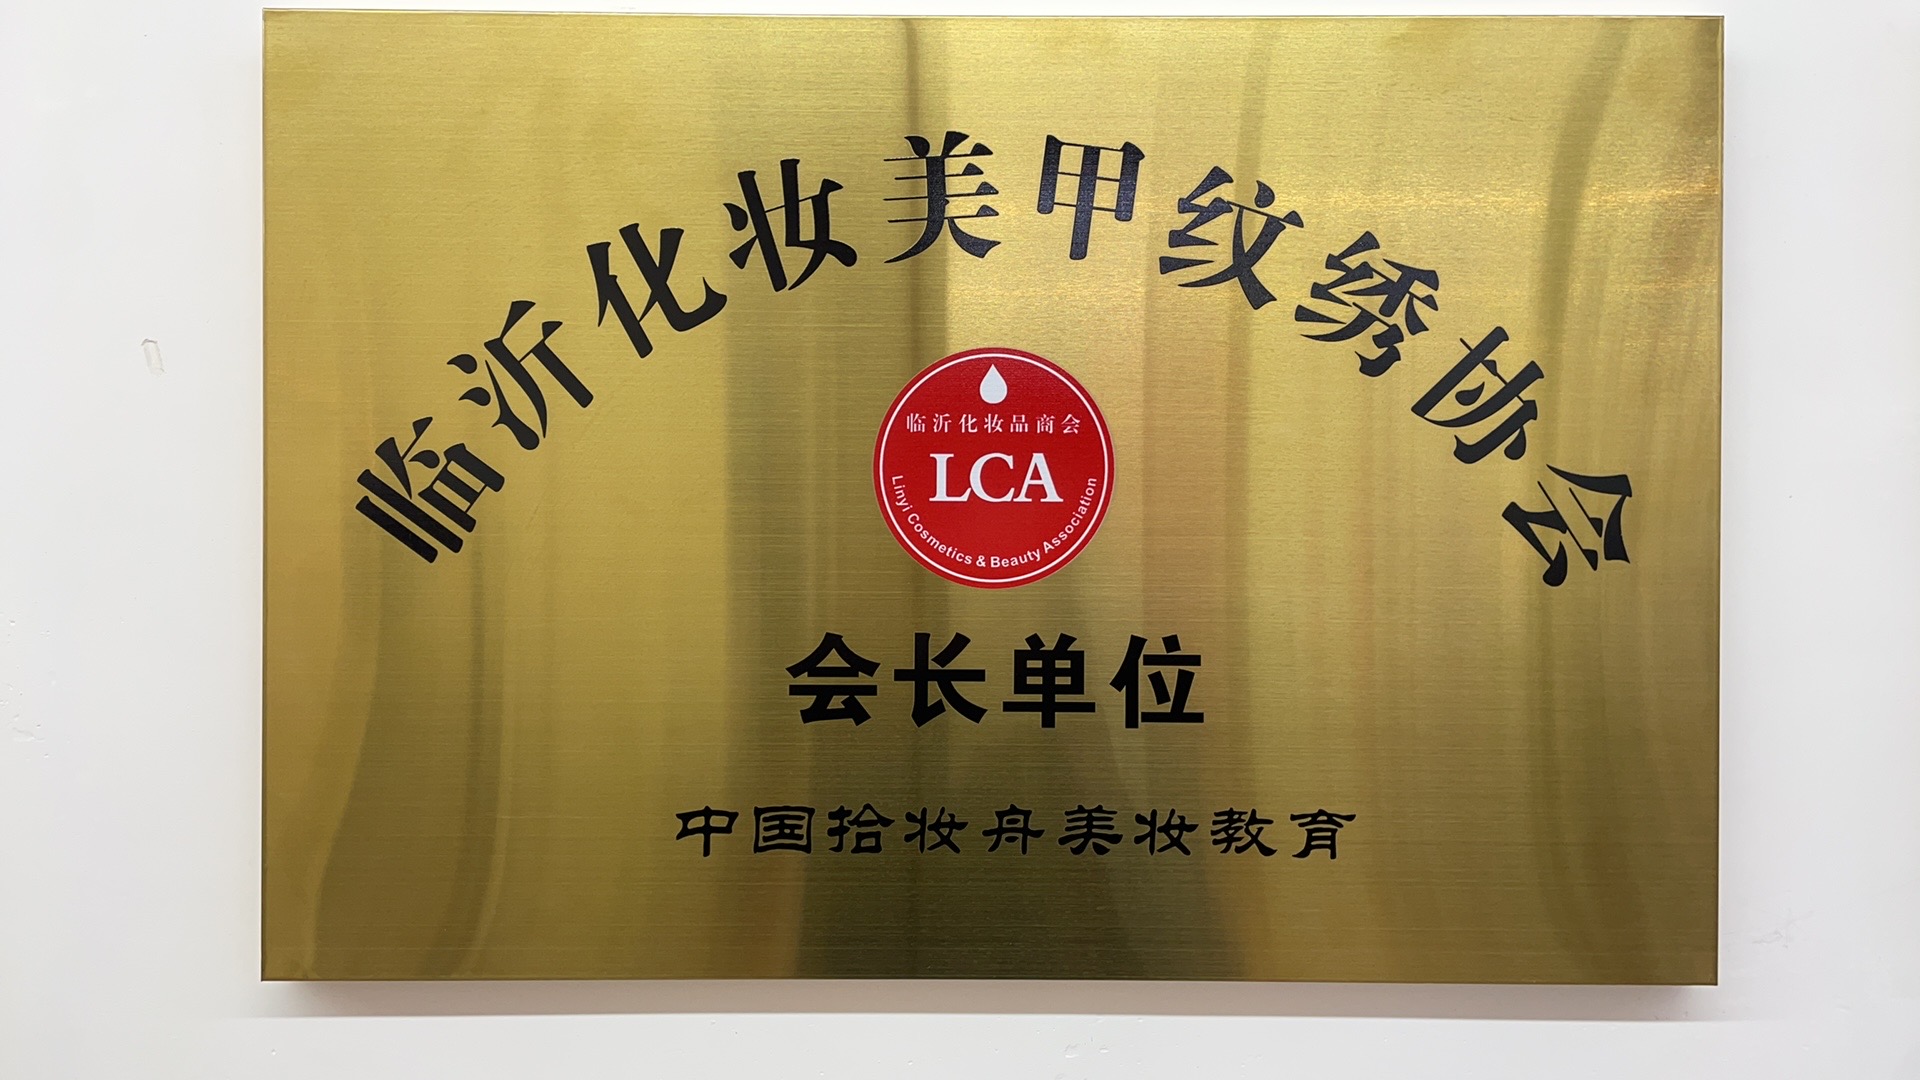 临沂化妆美甲纹绣协会
临沂化妆品商会
LCA
Linyi Cosmetics & Beauty Association
会长单位
中国拾妆舟美妆教育